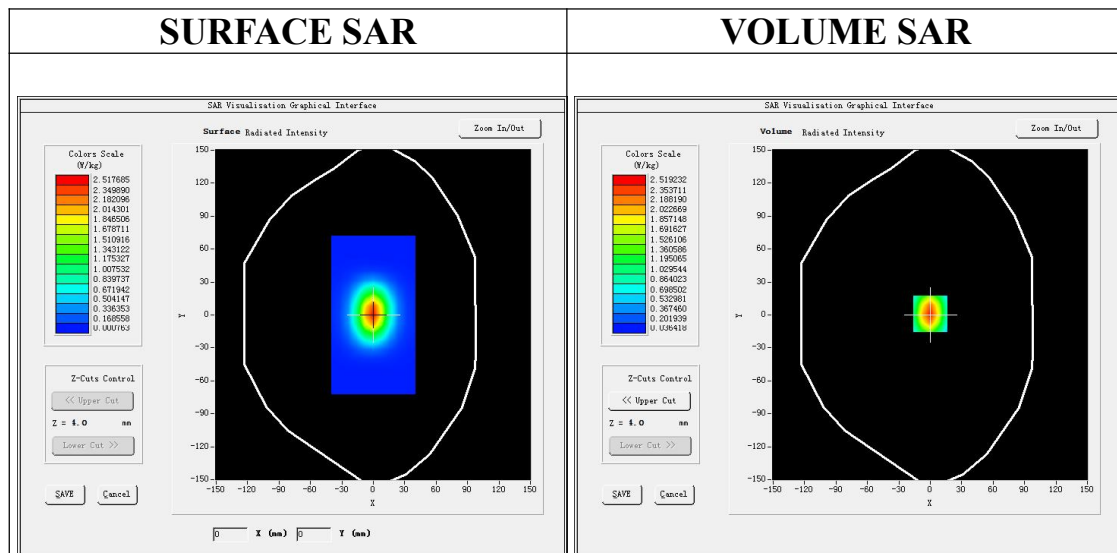 SURFACE SAR
VOLUME SAR
SAR Visualisation Graphical Interface
Surface Radiated Intensity
Zoom In/Out
Colors Scale
(W/kg)
2.517685
2.349890
2.182096
2.014301
1.846506
1.678711
1.510916
1.343122
1.175327
1.007532
0.839737
0.671942
0.504147
0.336353
0.168558
0.000763
150
120
90
60
30
0
-30
-60
-90
-120
-150
Y
-150 -120 -90 -60 -30 0 30 60 90 120 150
X
Z-Cuts Control
<< Upper Cut
Z = 4.0 mm
Lower Cut >>
SAVE Cancel
0 X (mm) 0 Y (mm)
SAR Visualisation Graphical Interface
Volume Radiated Intensity
Zoom In/Out
Colors Scale
(W/kg)
2.519232
2.353711
2.188190
2.022669
1.857148
1.691627
1.526106
1.360586
1.195065
1.029544
0.864023
0.698502
0.532981
0.367460
0.201939
0.036418
150
120
90
60
30
0
-30
-60
-90
-120
-150
Y
-150 -120 -90 -60 -30 0 30 60 90 120 150
X
Z-Cuts Control
<< Upper Cut
Z = 4.0 mm
Lower Cut >>
SAVE Cancel